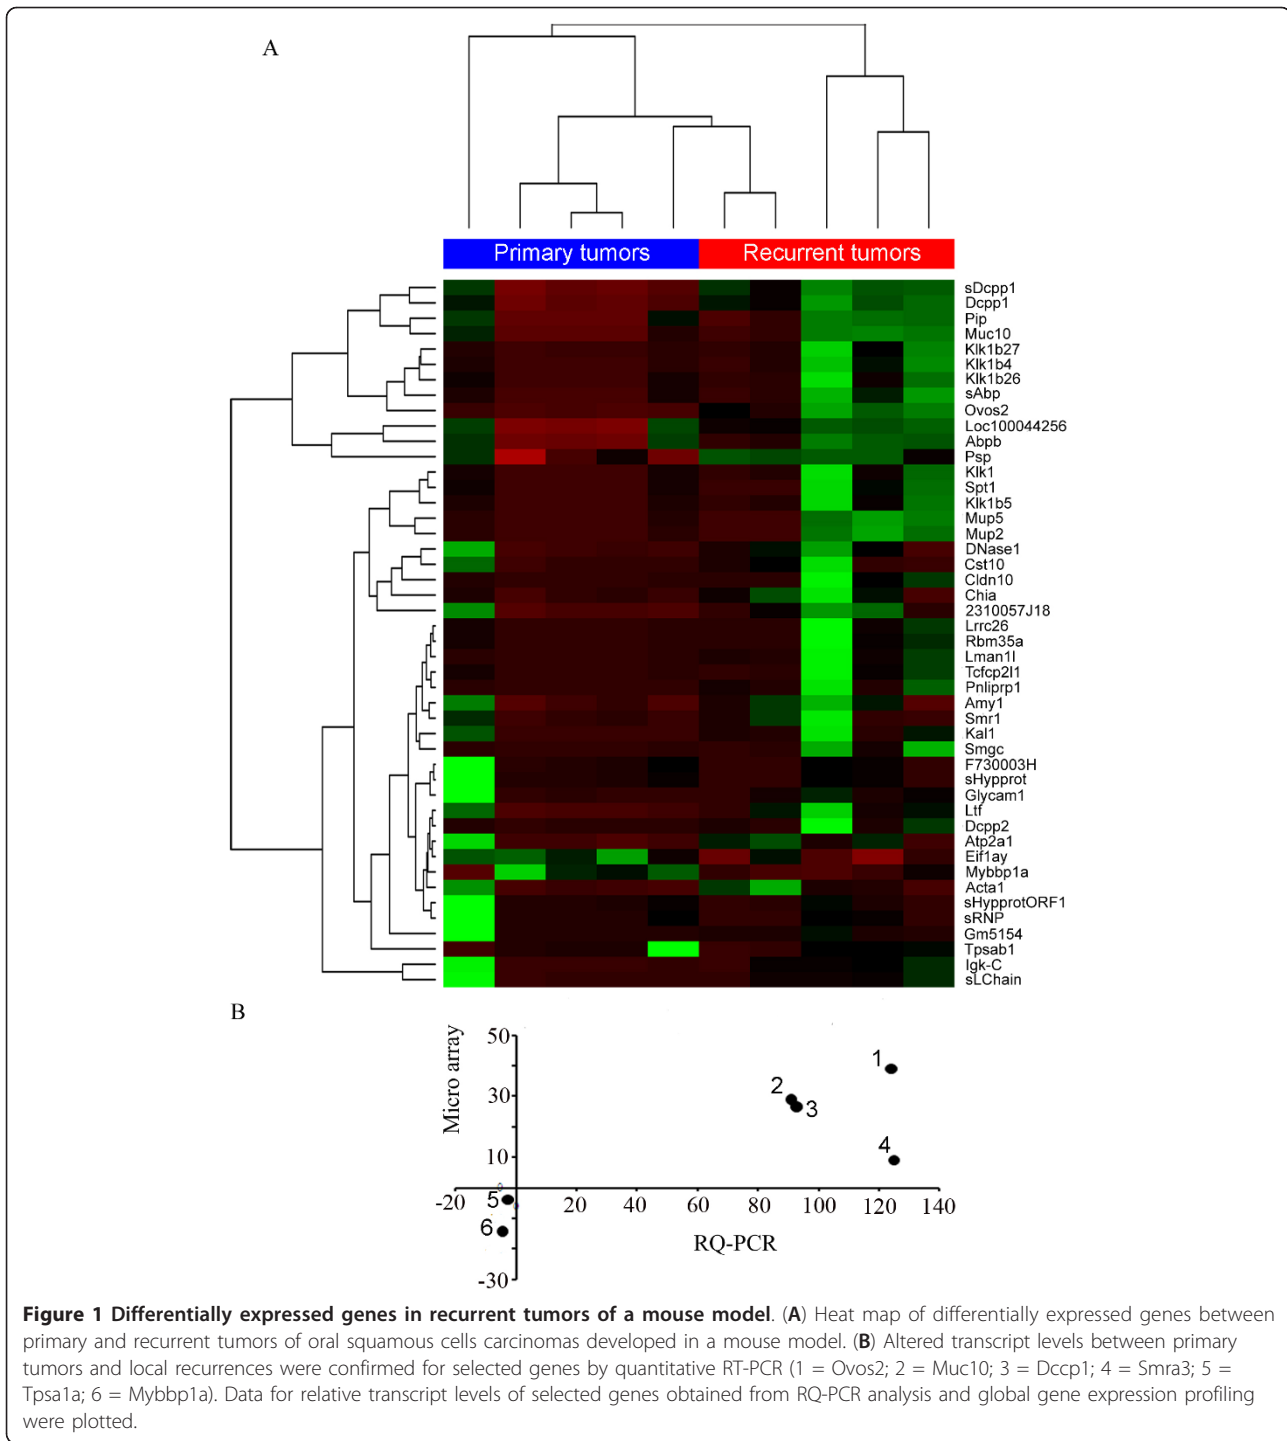 A
Primary tumors Recurrent tumors
sDcpp1
Dcpp1
Pip
Muc10
Klk1b27
Klk1b4
Klk1b26
sAbp
Ovos2
Loc100044256
Abpb
Psp
Klk1
Spt1
Klk1b5
Mup5
Mup2
DNase1
Cst10
Cldn10
Chia
2310057J18
Lrrc26
Rbm35a
Lman1l
Tcfcp2l1
Pnliprp1
Amy1
Smr1
Kal1
Smgc
F730003H
sHypprot
Glycam1
Ltf
Dcpp2
Atp2a1
Eif1ay
Mybbp1a
Acta1
sHypprotORF1
sRNP
Gm5154
Tpsab1
Igk-C
sLChain
B
Micro array
50
30
10
-30
1
2
3
4
5
6
-20 20 40 60 80 100 120 140
RQ-PCR
Figure 1 Differentially expressed genes in recurrent tumors of a mouse model. (A) Heat map of differentially expressed genes between
primary and recurrent tumors of oral squamous cells carcinomas developed in a mouse model. (B) Altered transcript levels between primary
tumors and local recurrences were confirmed for selected genes by quantitative RT-PCR (1 = Ovos2; 2 = Muc10; 3 = Dccp1; 4 = Smra3; 5 =
Tpsa1a; 6 = Mybbp1a). Data for relative transcript levels of selected genes obtained from RQ-PCR analysis and global gene expression profiling
were plotted.